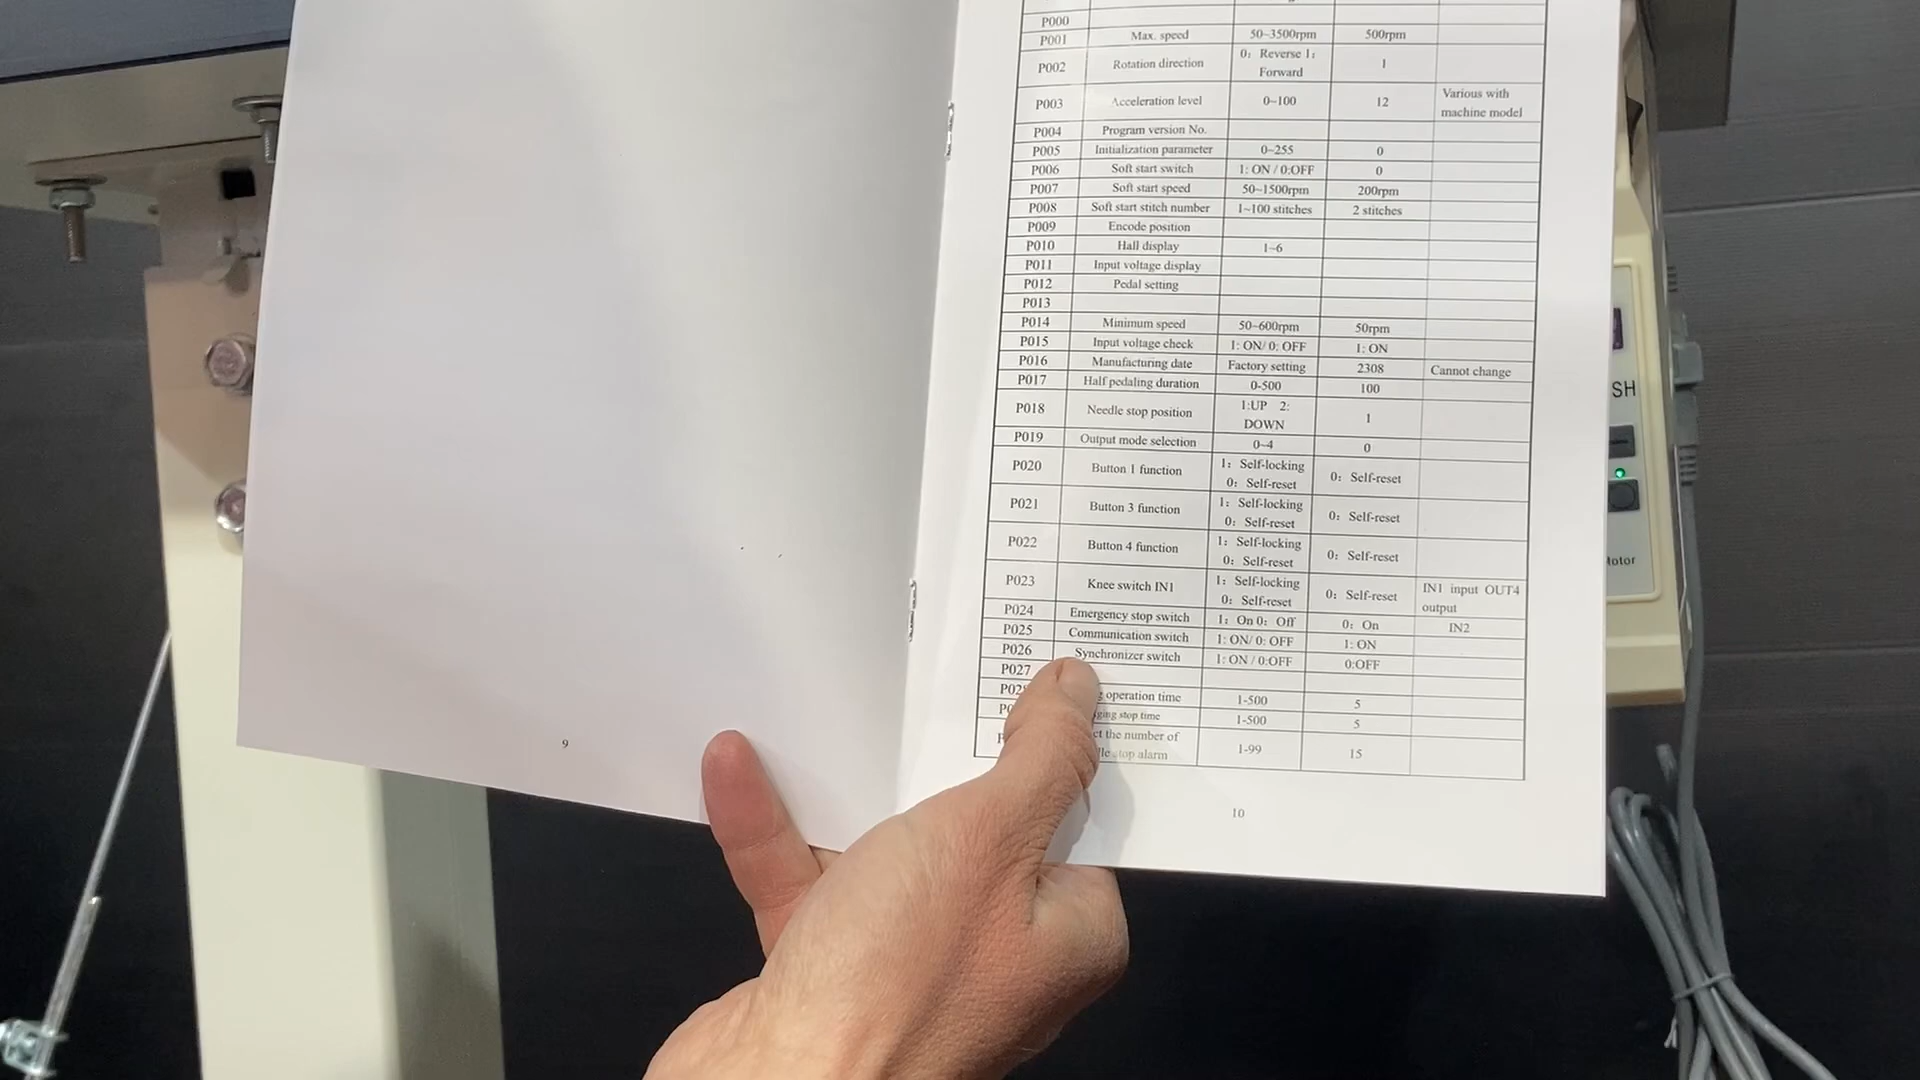 P000
P001 Max. speed 50~3500rpm 500rpm
P002 Rotation direction 0: Reverse 1: Forward 1
P003 Acceleration level 0~100 12 Various with machine model
P004 Program version No.
P005 Initialization parameter 0~255 0
P006 Soft start switch 1: ON / 0:OFF 0
P007 Soft start speed 50~1500rpm 200rpm
P008 Soft start stitch number 1~100 stitches 2 stitches
P009 Encode position
P010 Hall display 1~6
P011 Input voltage display
P012 Pedal setting
P013
P014 Minimum speed 50~600rpm 50rpm
P015 Input voltage check 1: ON/ 0: OFF 1: ON
P016 Manufacturing date Factory setting 2308 Cannot change
P017 Half pedaling duration 0-500 100
P018 Needle stop position 1:UP 2: DOWN 1
P019 Output mode selection 0~4 0
P020 Button 1 function 1: Self-locking 0: Self-reset 0: Self-reset
P021 Button 3 function 1: Self-locking 0: Self-reset 0: Self-reset
P022 Button 4 function 1: Self-locking 0: Self-reset 0: Self-reset
P023 Knee switch IN1 1: Self-locking 0: Self-reset 0: Self-reset IN1 input OUT4 output
P024 Emergency stop switch 1: On 0: Off 0: On IN2
P025 Communication switch 1: ON/ 0: OFF 1: ON
P026 Synchronizer switch 1: ON / 0:OFF 0:OFF
P027
operation time 1-500 5
stop time 1-500 5
the number of stop alarm 1-99 15
9
10
SH